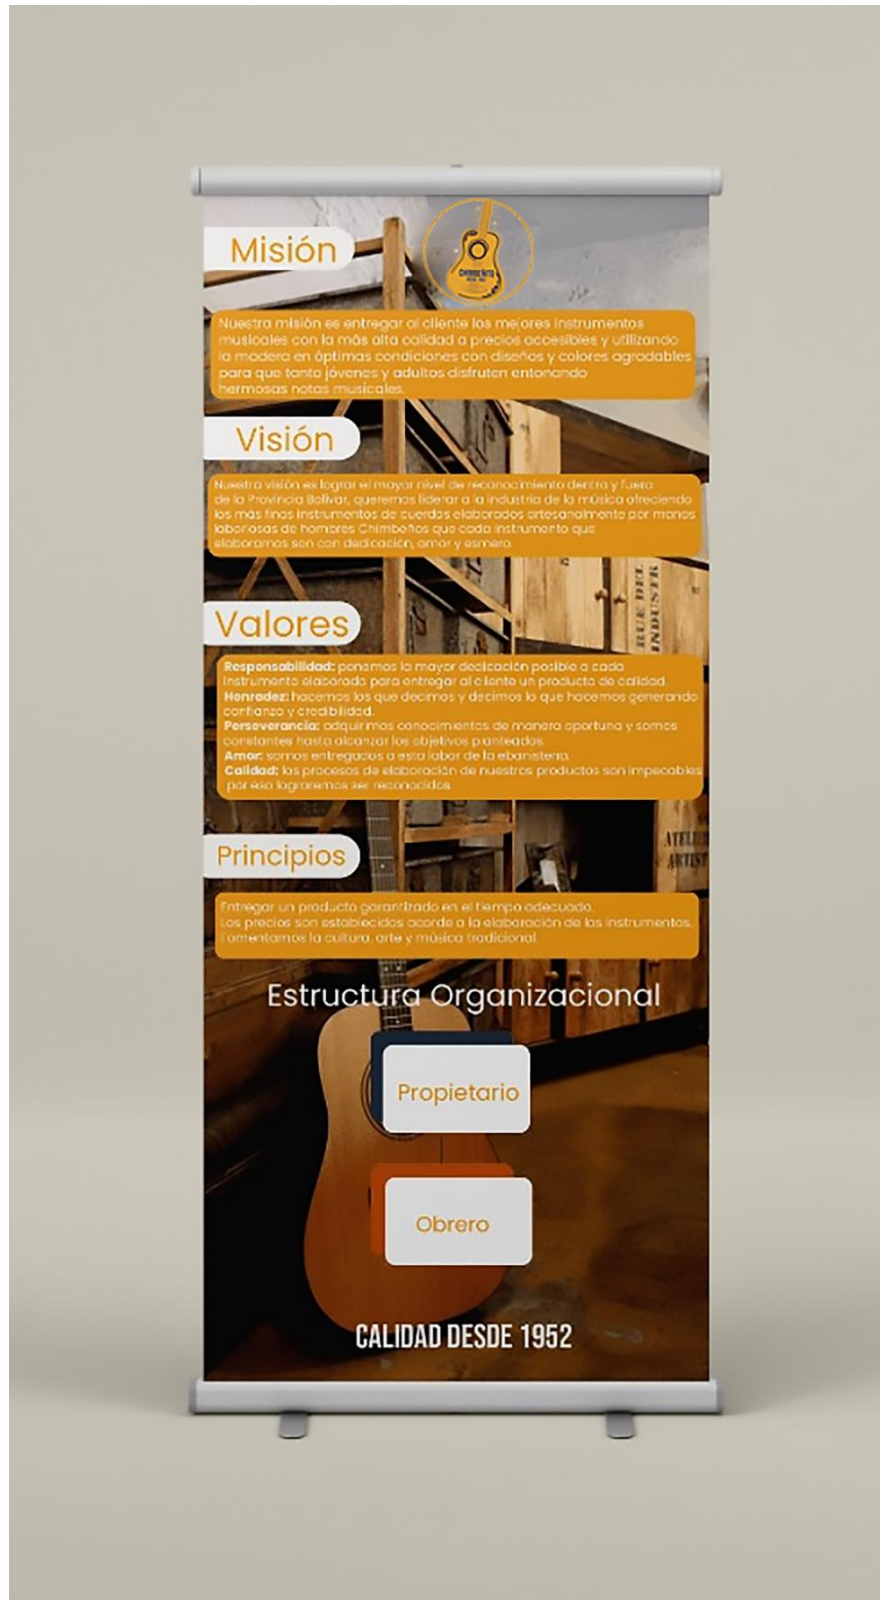 Misión
CHIMBEÑITO
Nuestra misión es entregar al cliente los mejores instrumentos
musicales con la más alta calidad a precios accesibles y utilizando
la madera en óptimas condiciones con diseños y colores agradables
para que tanto jóvenes y adultos disfruten entonando
hermosas notas musicales.
Visión
Nuestra visión es lograr el mayor nivel de reconocimiento dentro y fuera
de la Provincia Bolívar, queremos liderar a la industria de la música ofreciendo
los más finos instrumentos de cuerdas elaborados artesanalmente por manos
laboriosas de hombres Chimbeños que cada instrumento que
elaboramos son con dedicación, amor y esmero.
RUE DEL
INDUSTER
Valores
Responsabilidad: ponemos la mayor dedicación posible a cada
instrumento elaborado para entregar al cliente un producto de calidad.
Honradez: hacemos los que decimos y decimos lo que hacemos generando
confianza y credibilidad.
Perseverancia: adquirimos conocimientos de manera oportuna y somos
constantes hasta alcanzar los objetivos planteados.
Amor: somos entregados a esta labor de la ebanistería.
Calidad: los procesos de elaboración de nuestros productos son impecables
por eso lograremos ser reconocidos.
Principios
Entregar un producto garantizado en el tiempo adecuado.
Los precios son establecidos acorde a la elaboración de los instrumentos.
Fomentamos la cultura, arte y música tradicional.
Estructura Organizacional
Propietario
Obrero
CALIDAD DESDE 1952